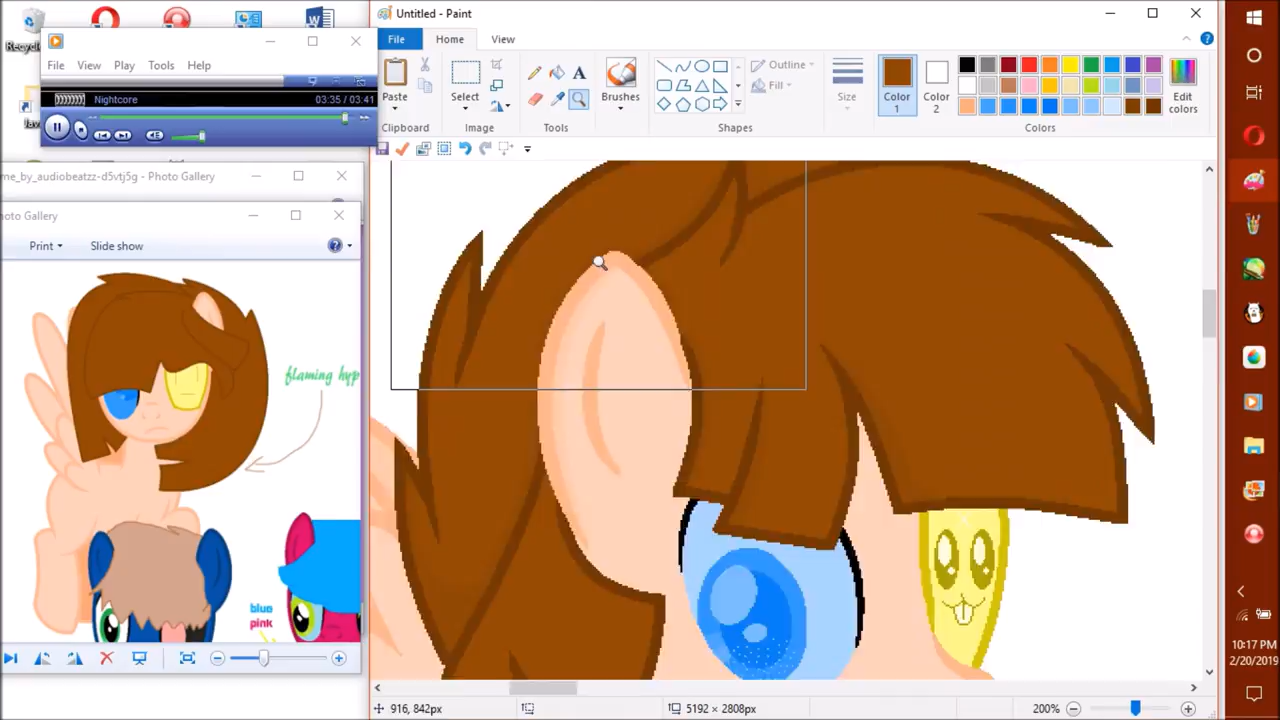 Untitled - Paint
File
Home
View
Paste
Select
Brushes
Outline
Fill
Size
Color 1
Color 2
Edit colors
Clipboard
Image
Tools
Shapes
Colors
File View Play Tools Help
Nightcore
03:35 / 03:41
me_by_audiobeatzz-d5vtj5g - Photo Gallery
hoto Gallery
Print
Slide show
flaming hyp
blue
pink
916, 842px
5192 × 2808px
200%
10:17 PM
2/20/2019